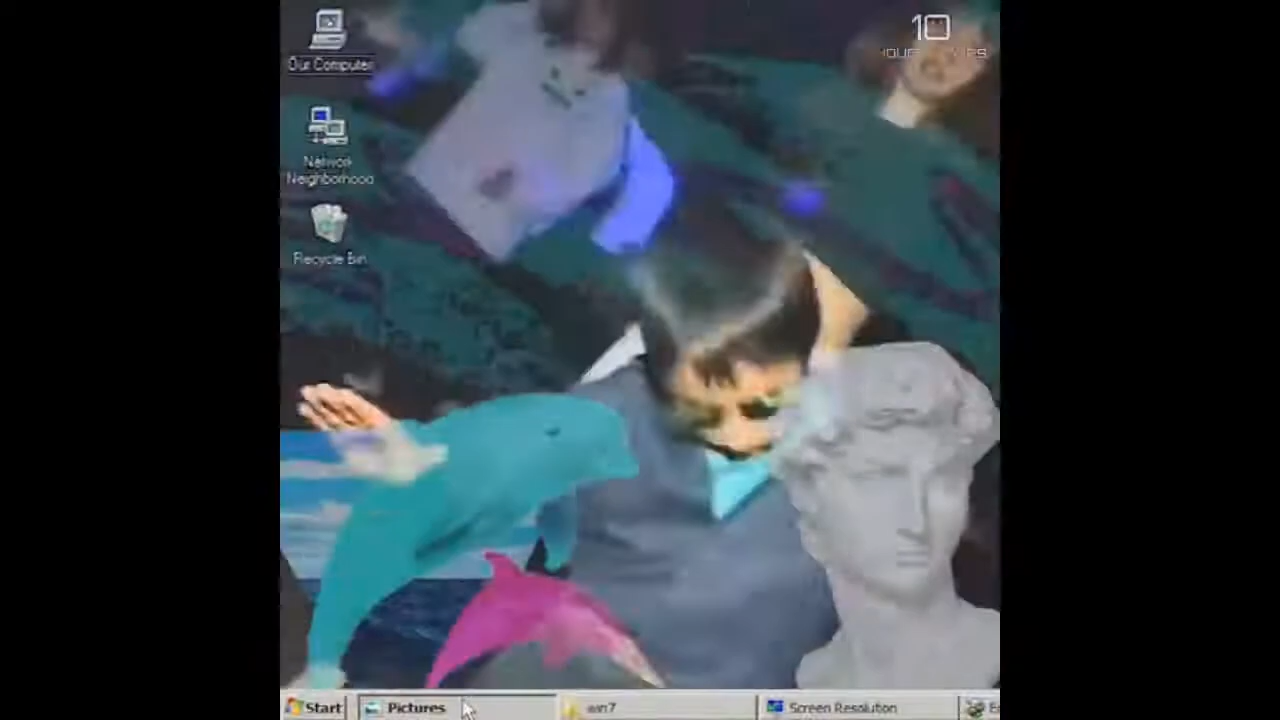 Our Computer
10
Network
Neighborhood
Recycle Bin
Start
Pictures
win7
Screen Resolution